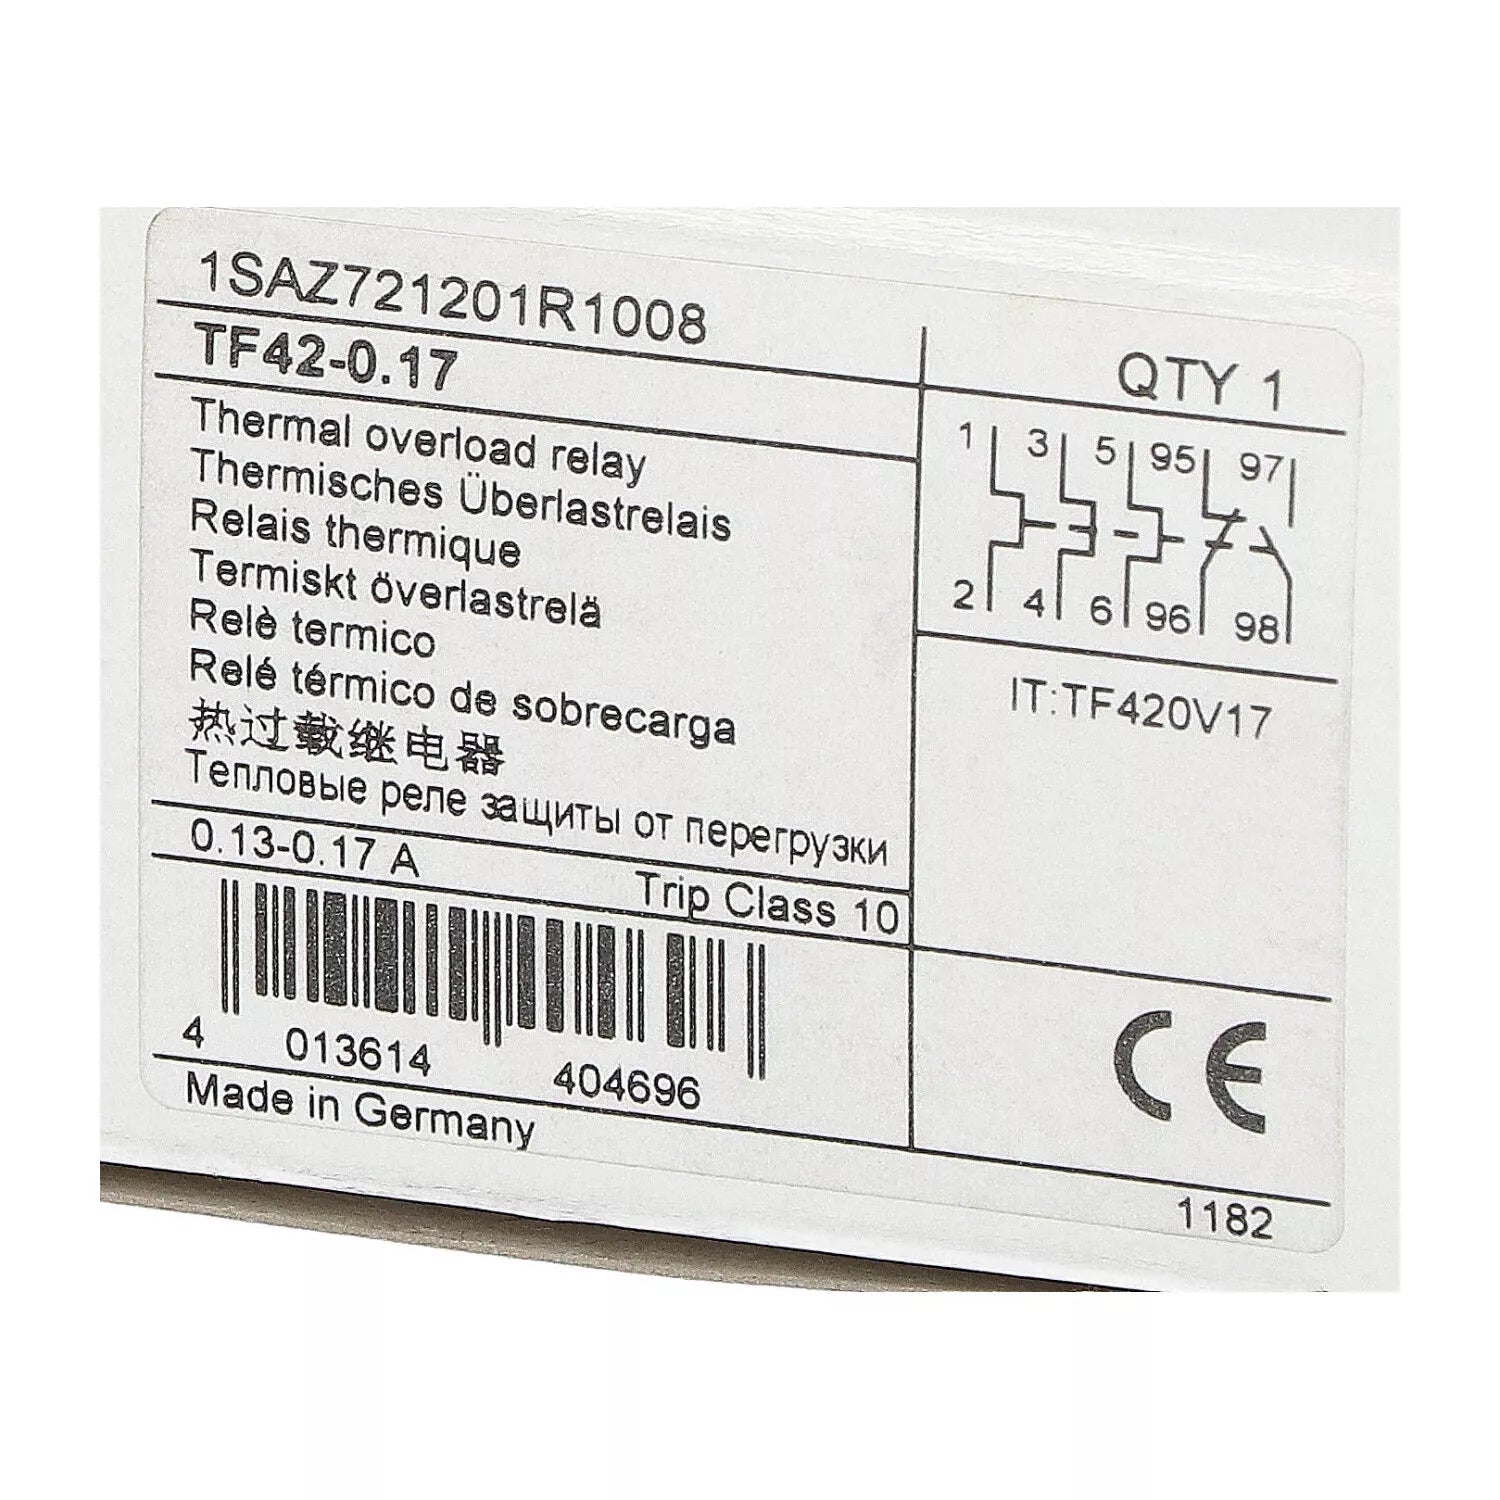 1SAZ721201R1008
TF42-0.17
QTY 1
Thermal overload relay
Thermisches Überlastrelais
Relais thermique
Termiskt överlastrelä
Relè termico
Relé térmico de sobrecarga
热过载继电器
Тепловые реле защиты от перегрузки
1 3 5 95 97
2 4 6 96 98
IT:TF420V17
0.13-0.17 A
Trip Class 10
4 013614 404696
CE
Made in Germany
1182